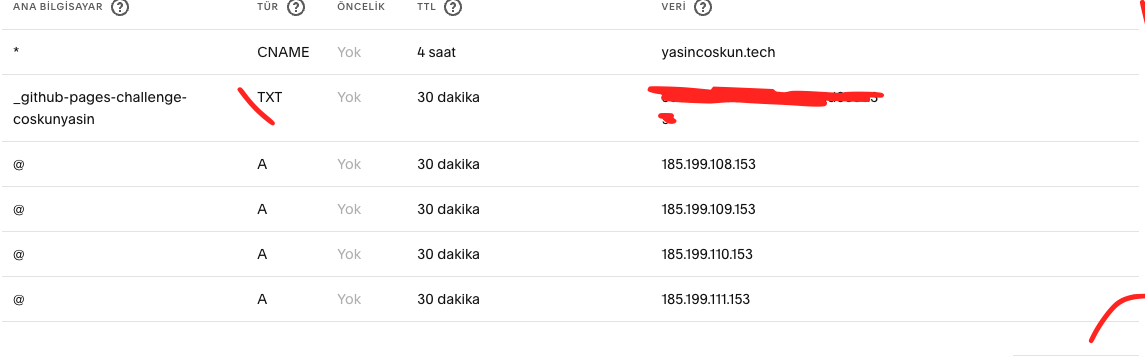 ANA BİLGİSAYAR ? TÜR ? ÖNCELİK TTL ? VERİ ?
* CNAME Yok 4 saat yasincoskun.tech
_github-pages-challenge- TXT Yok 30 dakika
coskunyasin
@ A Yok 30 dakika 185.199.108.153
@ A Yok 30 dakika 185.199.109.153
@ A Yok 30 dakika 185.199.110.153
@ A Yok 30 dakika 185.199.111.153